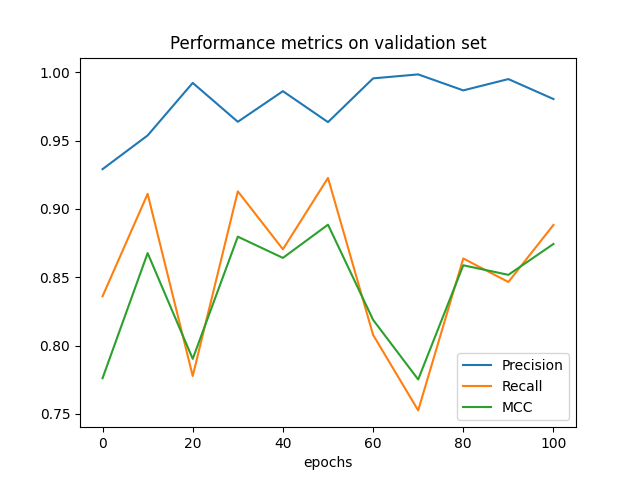 Performance metrics on validation set
1.00
0.95
0.90
0.85
0.80
0.75
Precision
Recall
MCC
0 20 40 60 80 100
epochs